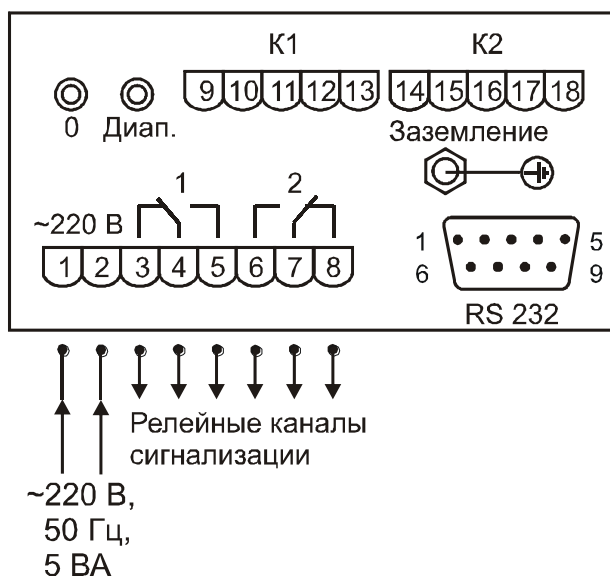 К1 К2
9 10 11 12 13 14 15 16 17 18
0 Диап. Заземление
1 2
~220 В
1 2 3 4 5 6 7 8
1 5
6 9
RS 232
Релейные каналы
сигнализации
~220 В,
50 Гц,
5 ВА